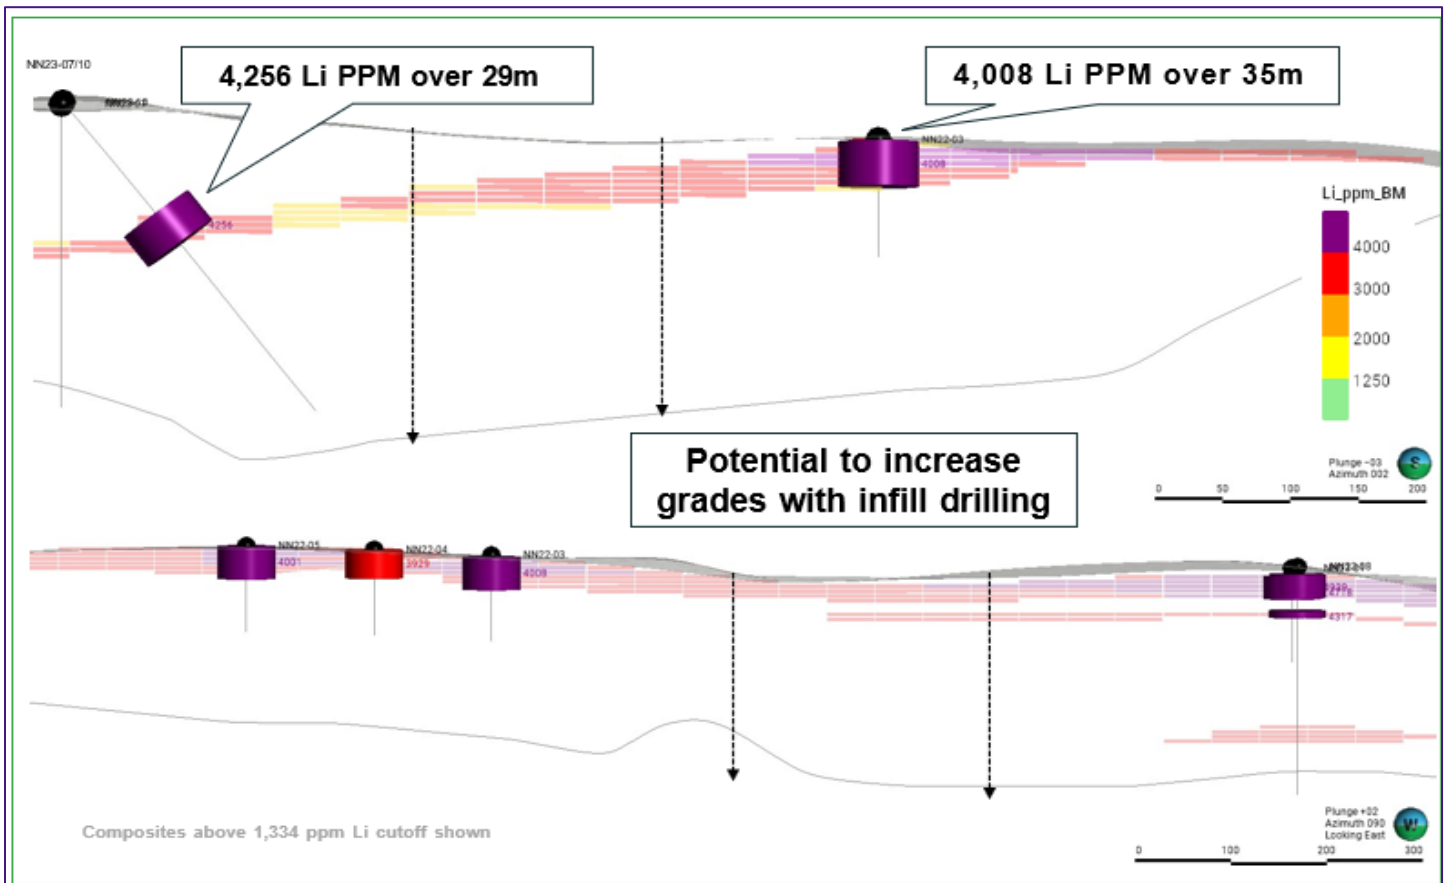 NN23-07/10
4,256 Li PPM over 29m
4,008 Li PPM over 35m
NN22-03
4008
4256
Li_ppm_BM
4000
3000
2000
1250
Plunge -03
Azimuth 002
S
0 50 100 150 200
Potential to increase
grades with infill drilling
NN22-05
4001
NN22-04
3929
NN22-03
4008
4317
Composites above 1,334 ppm Li cutoff shown
Plunge +02
Azimuth 090
Looking East
W
0 100 200 300